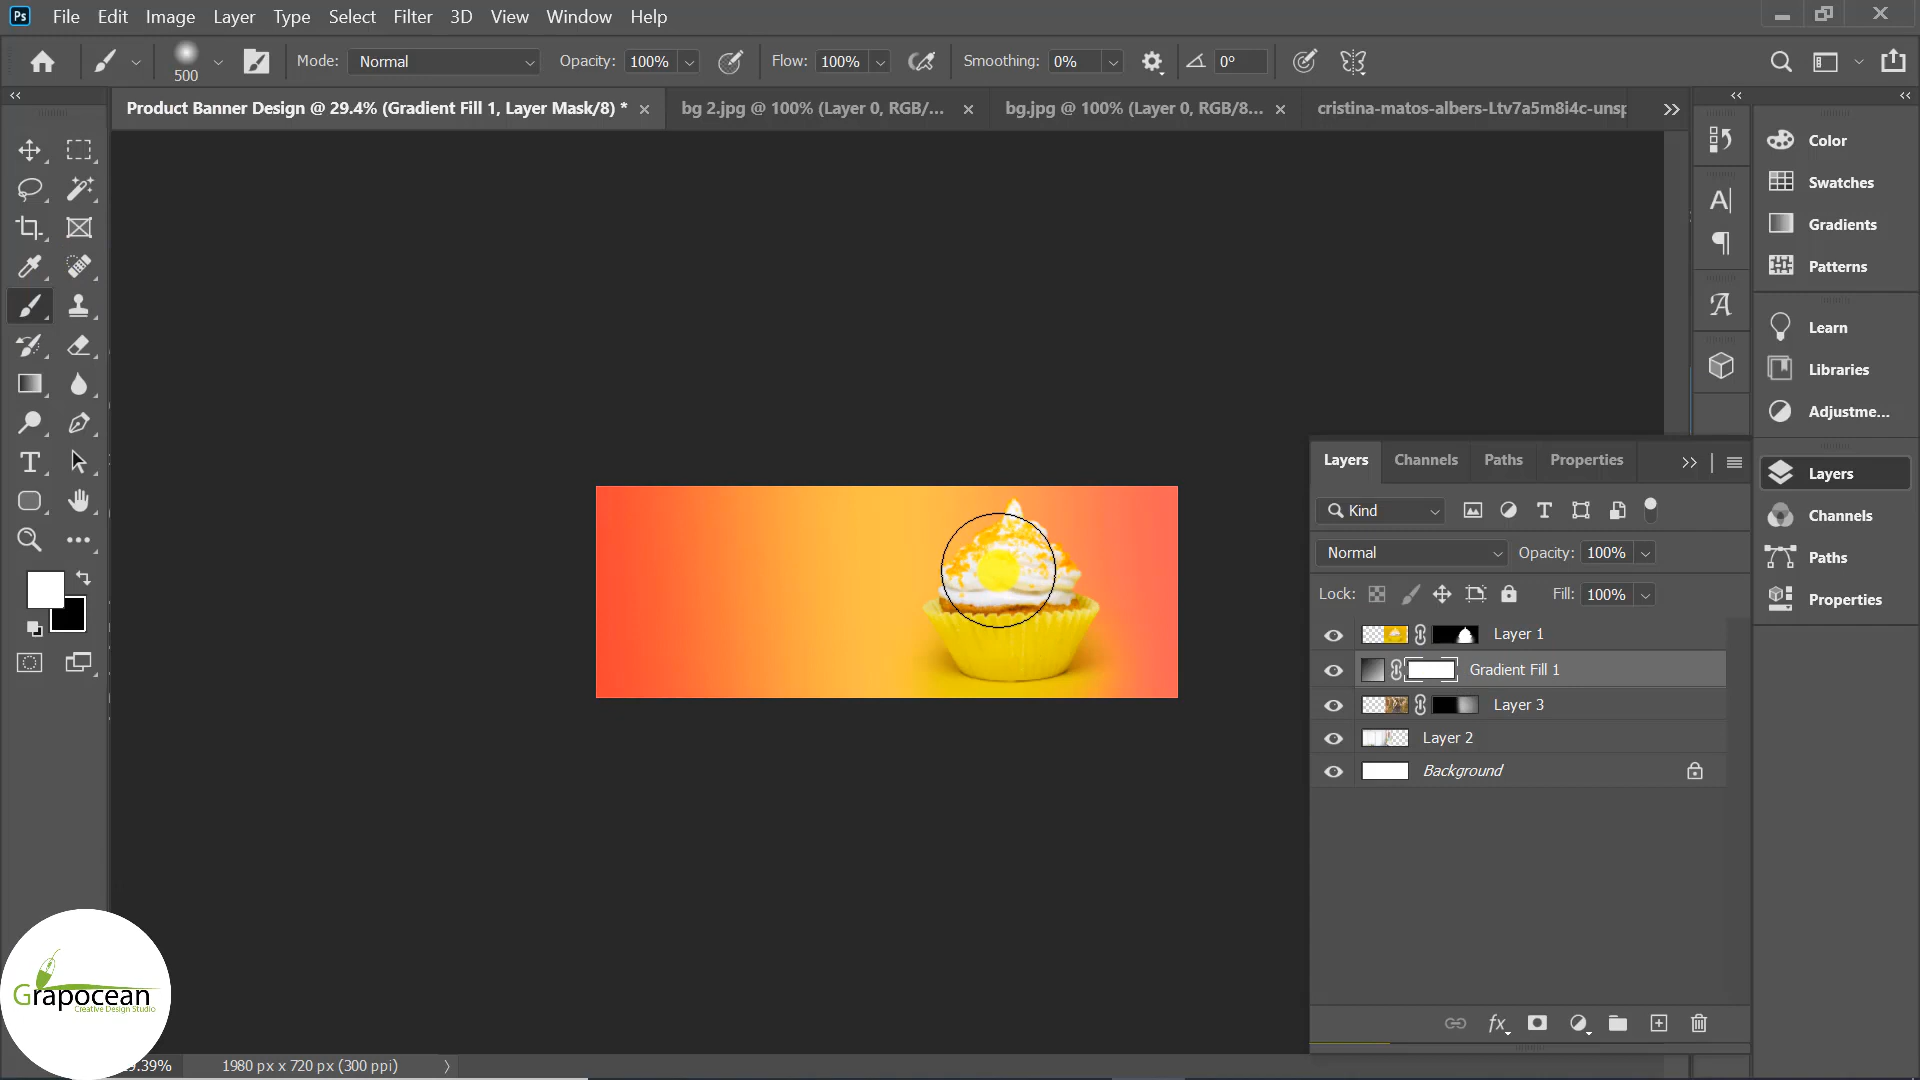 Ps File Edit Image Layer Type Select Filter 3D View Window Help
500 Mode: Normal Opacity: 100% Flow: 100% Smoothing: 0% 0°
Product Banner Design @ 29.4% (Gradient Fill 1, Layer Mask/8) * bg 2.jpg @ 100% (Layer 0, RGB/... bg.jpg @ 100% (Layer 0, RGB/8... cristina-matos-albers-Ltv7a5m8i4c-unsp
Color
Swatches
Gradients
Patterns
Learn
Libraries
Adjustme...
Layers
Channels
Paths
Properties
Layers Channels Paths Properties
Kind
Normal Opacity: 100%
Lock: Fill: 100%
Layer 1
Gradient Fill 1
Layer 3
Layer 2
Background
fx
Grapocean
Creative Design Studio
9.39% 1980 px x 720 px (300 ppi)